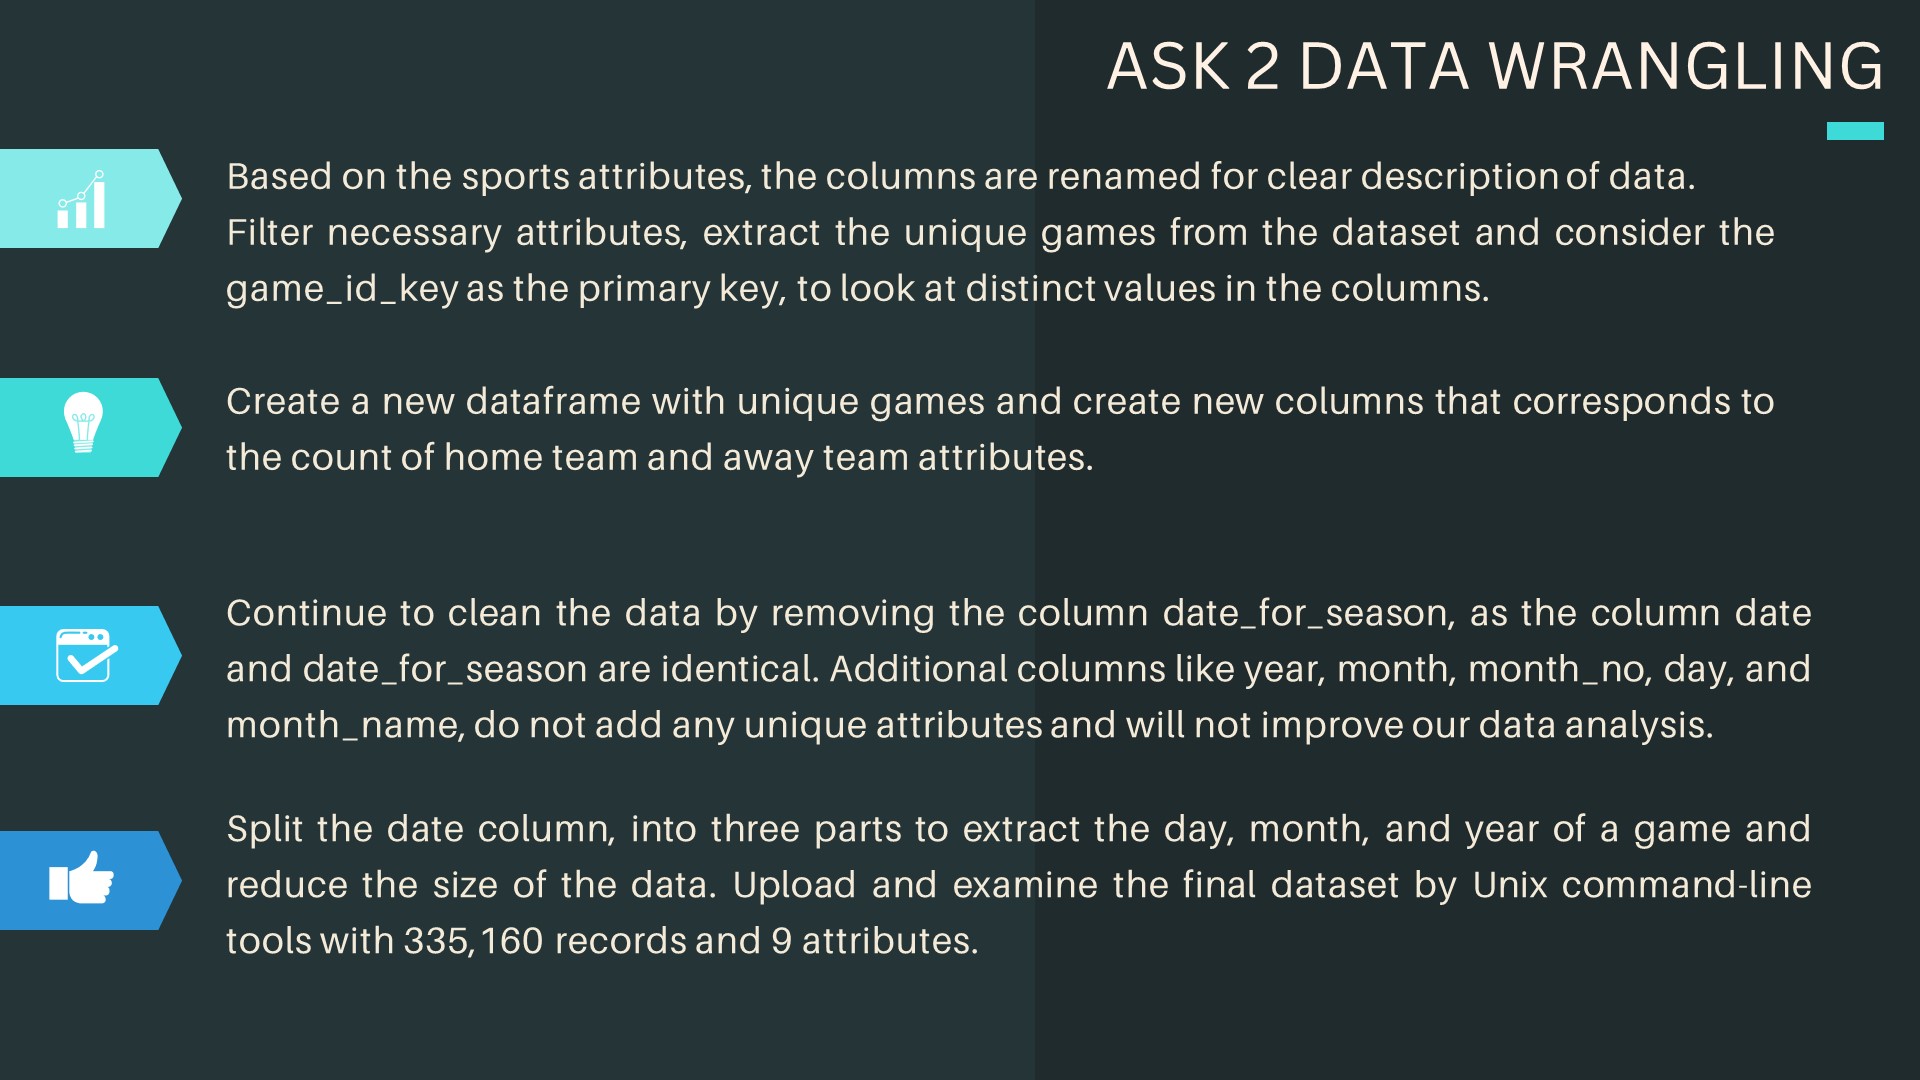 ASK 2 DATA WRANGLING
Based on the sports attributes, the columns are renamed for clear description of data.
Filter necessary attributes, extract the unique games from the dataset and consider the
game_id_key as the primary key, to look at distinct values in the columns.
Create a new dataframe with unique games and create new columns that corresponds to
the count of home team and away team attributes.
Continue to clean the data by removing the column date_for_season, as the column date
and date_for_season are identical. Additional columns like year, month, month_no, day, and
month_name, do not add any unique attributes and will not improve our data analysis.
Split the date column, into three parts to extract the day, month, and year of a game and
reduce the size of the data. Upload and examine the final dataset by Unix command-line
tools with 335,160 records and 9 attributes.